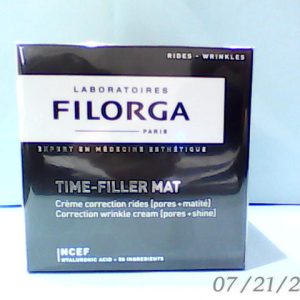 RIDES - WRINKLES
LABORATOIRES
FILORGA
PARIS
EXPERT EN MÉDECINE ESTHÉTIQUE
TIME-FILLER MAT
Crème correction rides [pores + matité]
Correction wrinkle cream [pores + shine]
NCEF
HYALURONIC ACID + 50 INGREDIENTS
07/21/2